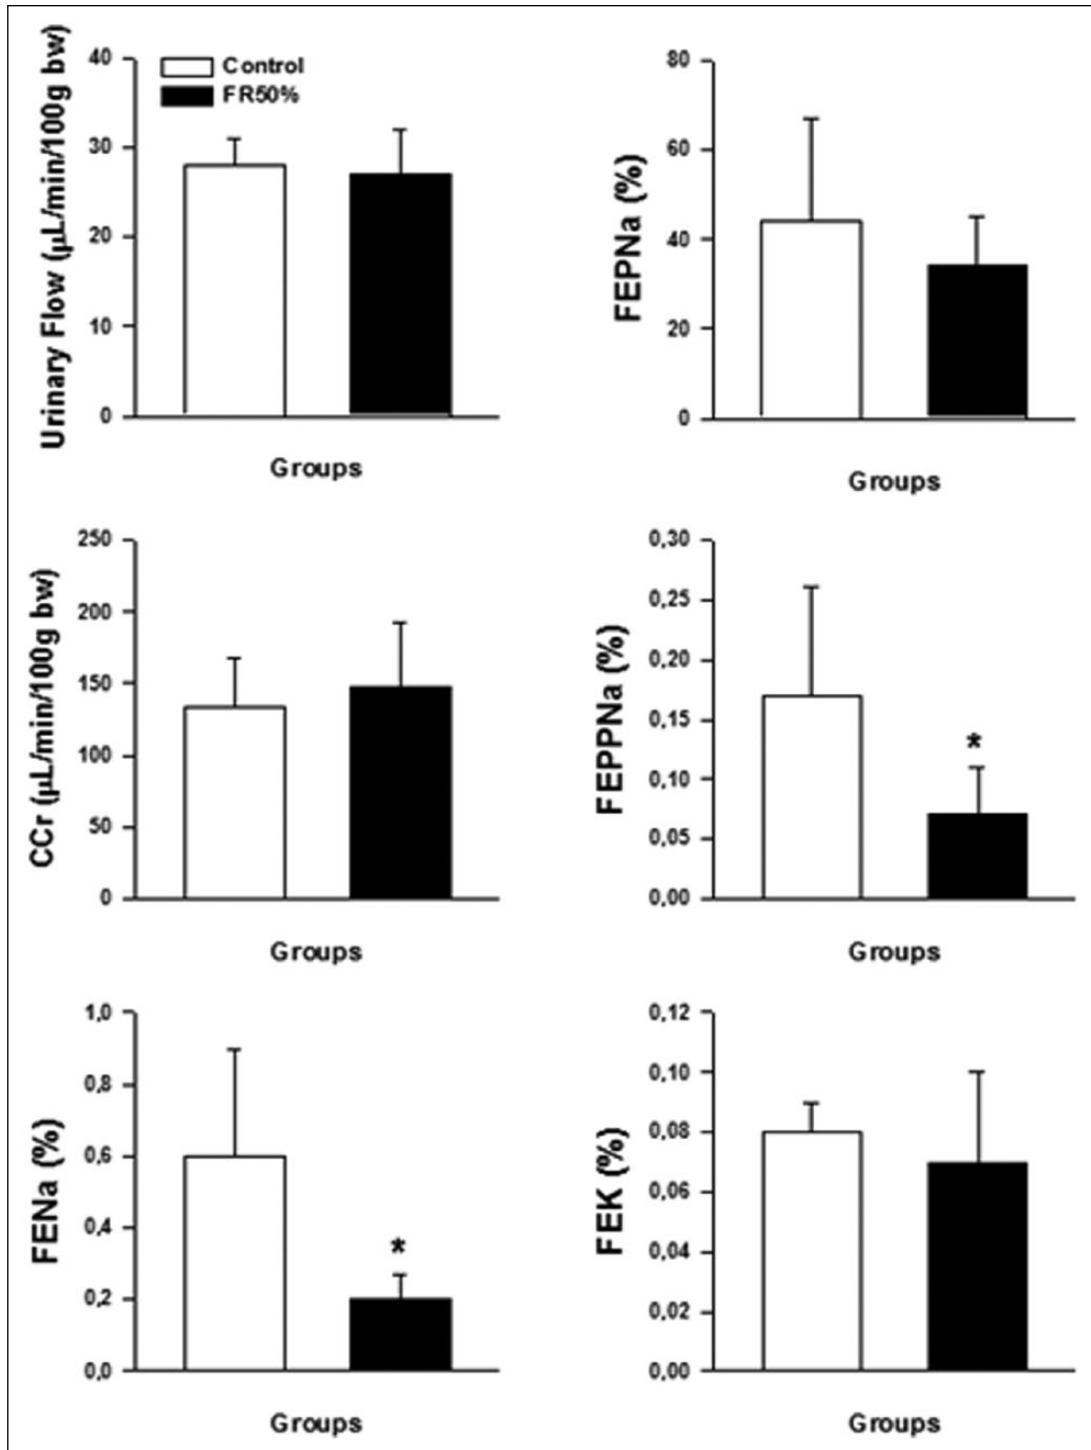 Urinary Flow (µL/min/100g bw)
40
30
20
10
0
Control
FR50%
Groups
FEPNa (%)
80
60
40
20
0
Groups
CCr (µL/min/100g bw)
250
200
150
100
50
0
Groups
FEPPNa (%)
0,30
0,25
0,20
0,15
0,10
0,05
0,00
*
Groups
FENa (%)
1,0
0,8
0,6
0,4
0,2
0,0
*
Groups
FEK (%)
0,12
0,10
0,08
0,06
0,04
0,02
0,00
Groups